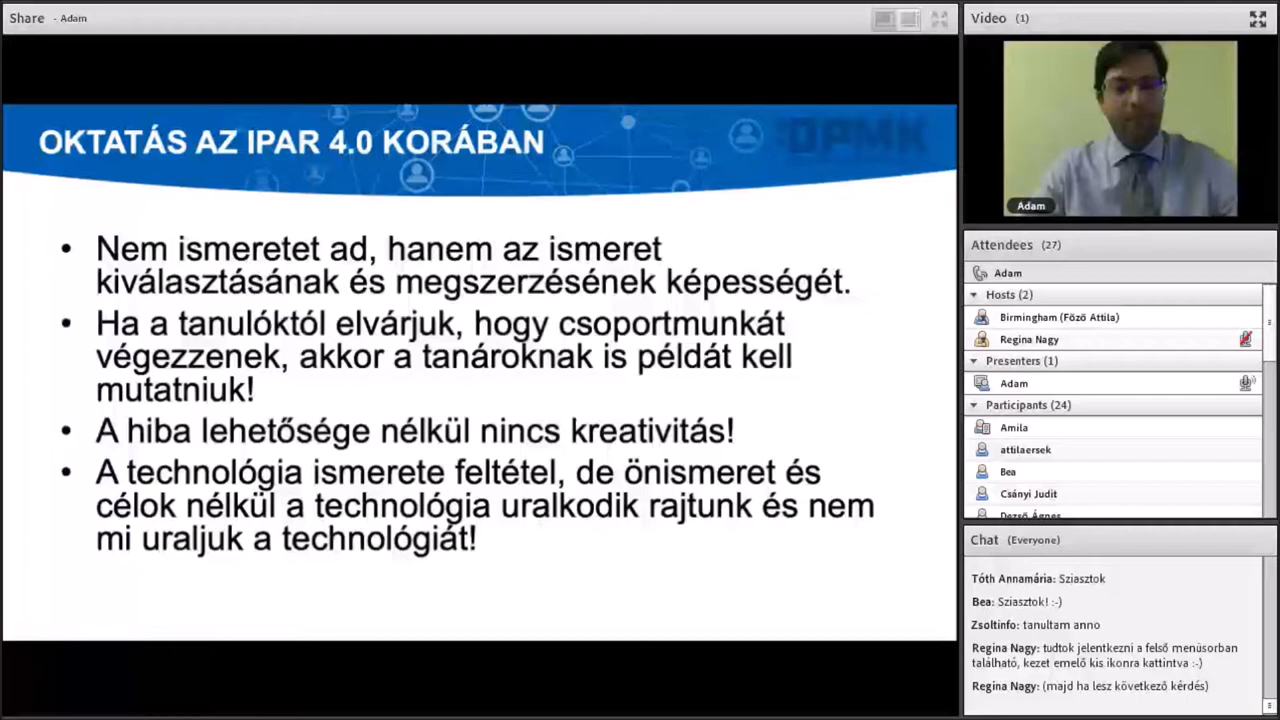 Share - Adam
OKTATÁS AZ IPAR 4.0 KORÁBAN
:OPMK
• Nem ismeretet ad, hanem az ismeret
kiválasztásának és megszerzésének képességét.
• Ha a tanulóktól elvárjuk, hogy csoportmunkát
végezzenek, akkor a tanároknak is példát kell
mutatniuk!
• A hiba lehetősége nélkül nincs kreativitás!
• A technológia ismerete feltétel, de önismeret és
célok nélkül a technológia uralkodik rajtunk és nem
mi uraljuk a technológiát!
Video (1)
Adam
Attendees (27)
Adam
Hosts (2)
Birmingham (Főző Attila)
Regina Nagy
Presenters (1)
Adam
Participants (24)
Amila
attilaersek
Bea
Csányi Judit
Dezső Ágnes
Chat (Everyone)
Tóth Annamária: Sziasztok
Bea: Sziasztok! :-)
Zsoltinfo: tanultam anno
Regina Nagy: tudtok jelentkezni a felső menüsorban
található, kezet emelő kis ikonra kattintva :-)
Regina Nagy: (majd ha lesz következő kérdés)